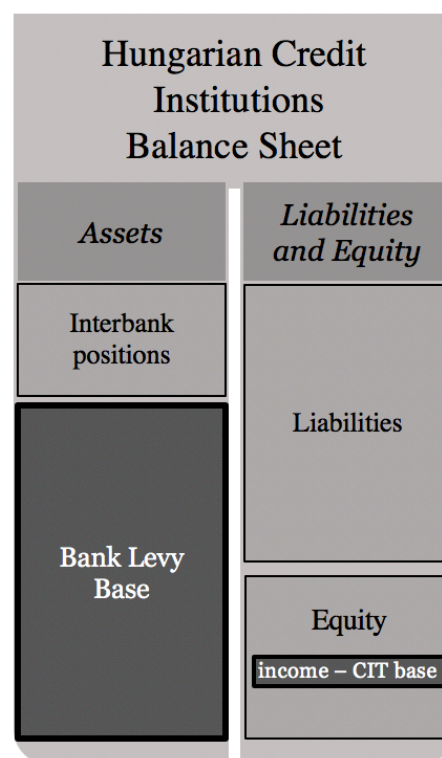 Hungarian Credit
Institutions
Balance Sheet
Assets
Liabilities
and Equity
Interbank
positions
Liabilities
Bank Levy
Base
Equity
income – CIT base